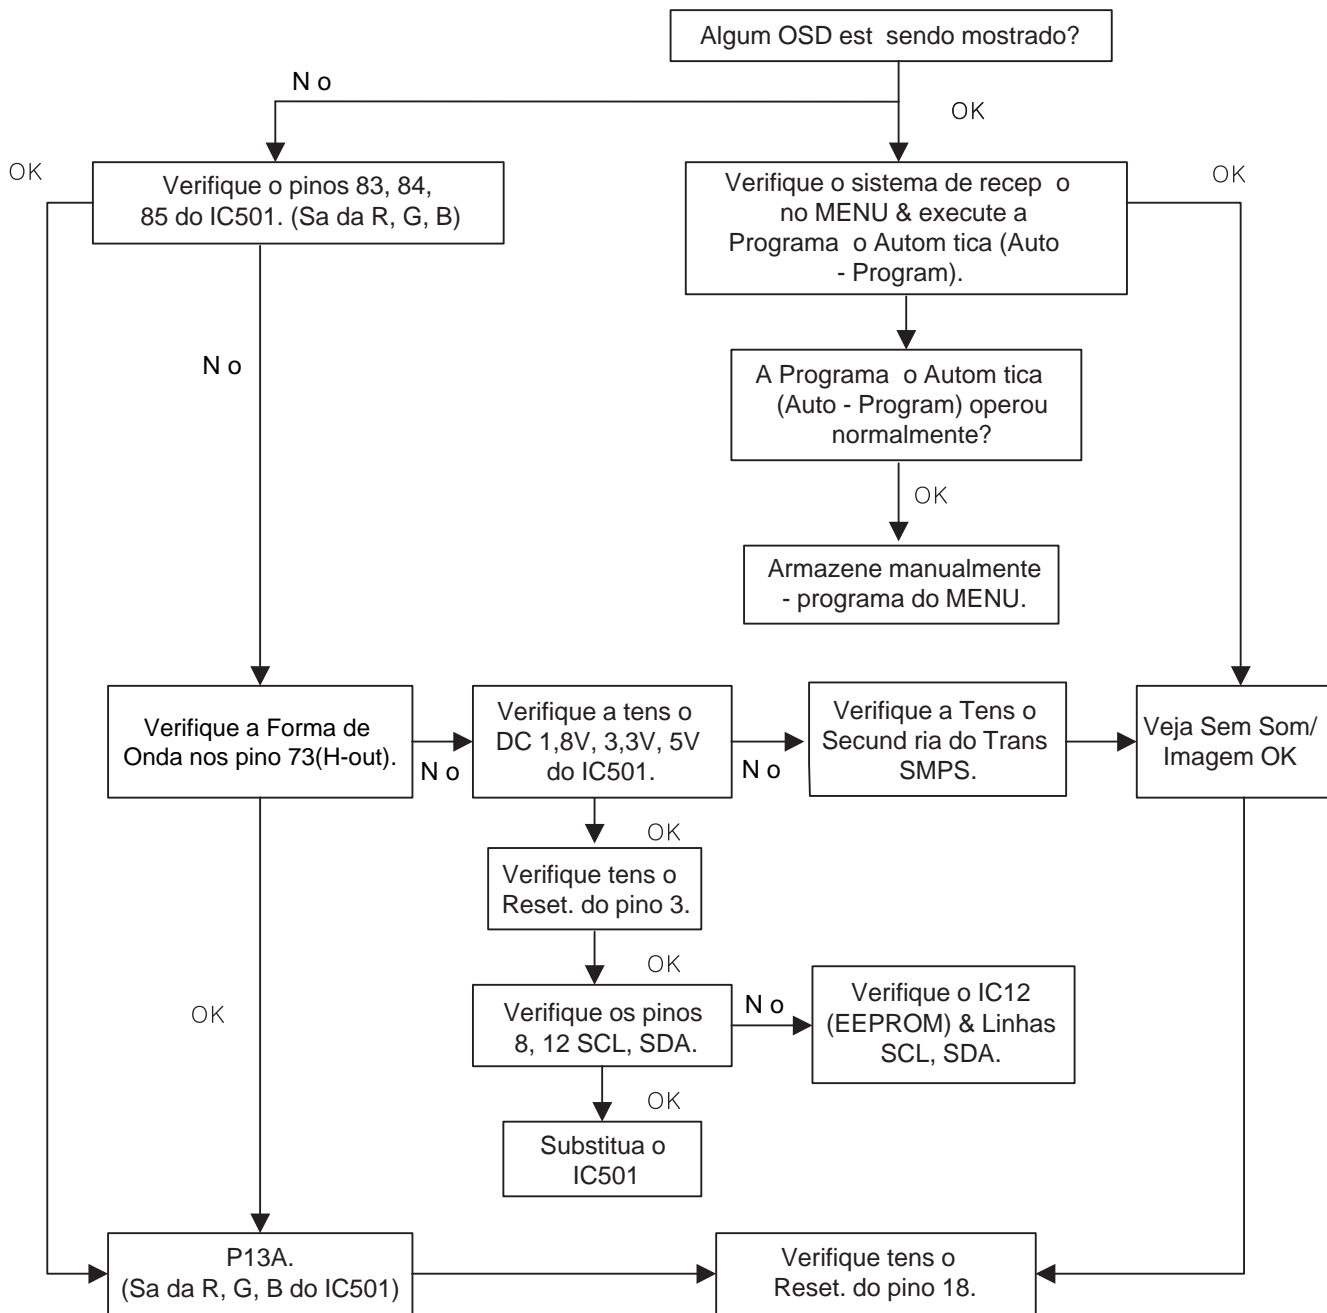 Algum OSD est  sendo mostrado?
N o
OK
OK
Verifique o pinos 83, 84,
85 do IC501. (Sa da R, G, B)
Verifique o sistema de recep  o
no MENU & execute a
Programa  o Autom tica (Auto
- Program).
OK
N o
A Programa  o Autom tica
(Auto - Program) operou
normalmente?
OK
Armazene manualmente
- programa do MENU.
Verifique a Forma de
Onda nos pino 73(H-out).
N o
Verifique a tens o
DC 1,8V, 3,3V, 5V
do IC501.
N o
Verifique a Tens o
Secund ria do Trans
SMPS.
Veja Sem Som/
Imagem OK
OK
Verifique tens o
Reset. do pino 3.
OK
OK
Verifique os pinos
8, 12 SCL, SDA.
N o
Verifique o IC12
(EEPROM) & Linhas
SCL, SDA.
OK
Substitua o
IC501
P13A.
(Sa da R, G, B do IC501)
Verifique tens o
Reset. do pino 18.